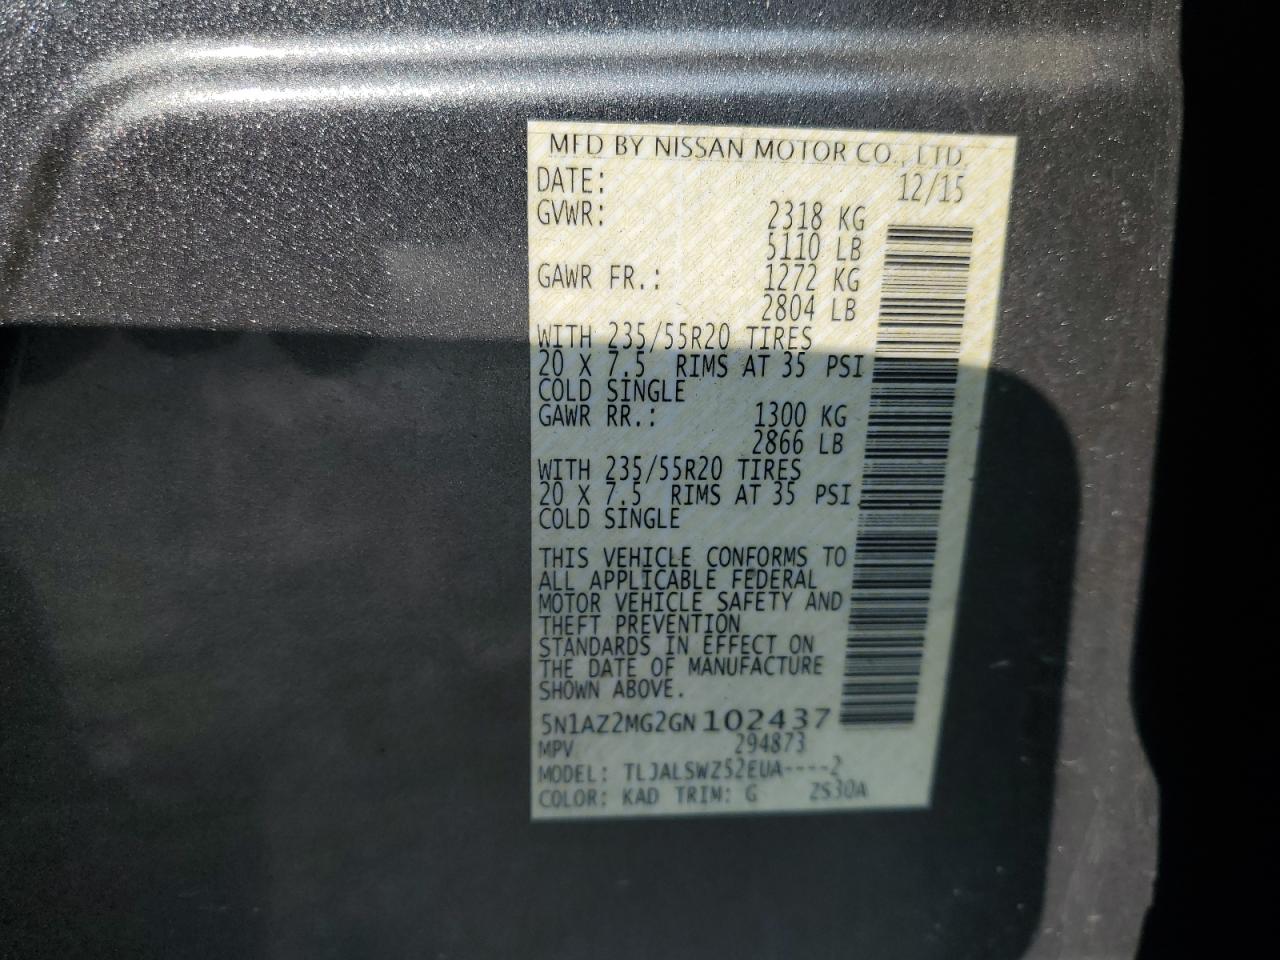 MFD BY NISSAN MOTOR CO., LTD.
DATE: 12/15
GVWR: 2318 KG
5110 LB
GAWR FR.: 1272 KG
2804 LB
WITH 235/55R20 TIRES
20 X 7.5 RIMS AT 35 PSI
COLD SINGLE
GAWR RR.: 1300 KG
2866 LB
WITH 235/55R20 TIRES
20 X 7.5 RIMS AT 35 PSI
COLD SINGLE
THIS VEHICLE CONFORMS TO
ALL APPLICABLE FEDERAL
MOTOR VEHICLE SAFETY AND
THEFT PREVENTION
STANDARDS IN EFFECT ON
THE DATE OF MANUFACTURE
SHOWN ABOVE.
5N1AZ2MG2GN102437
MPV 294873
MODEL: TLJALSWZ52EUA----2
COLOR: KAD TRIM: G ZS30A